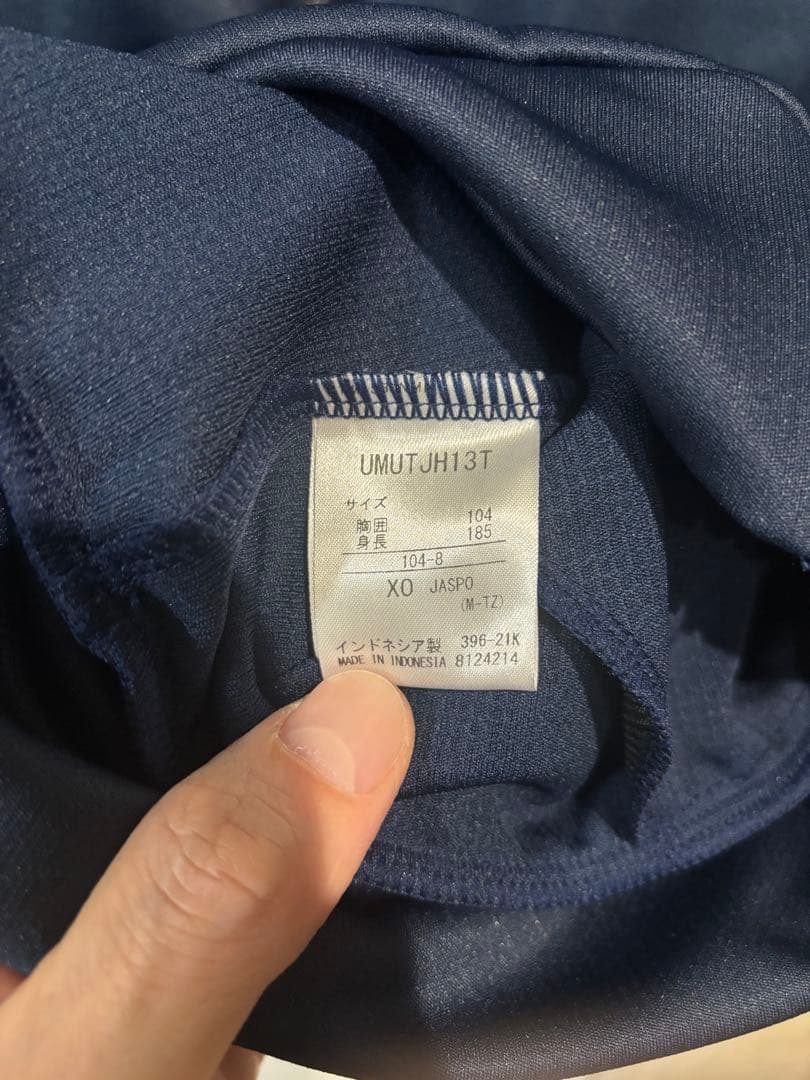 UMUTJH13T
サイズ
胸囲 104
身長 185
104-8
XO JASPO
(M-TZ)
インドネシア製 396-21K
MADE IN INDONESIA 8124214